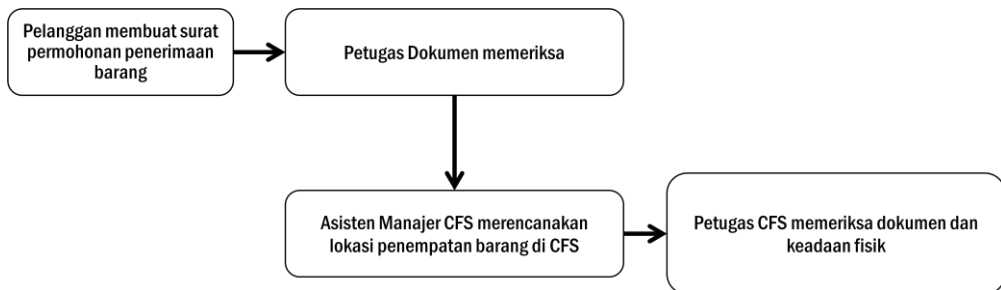 Pelanggan membuat surat
permohonan penerimaan
barang
Petugas Dokumen memeriksa
Asisten Manajer CFS merencanakan
lokasi penempatan barang di CFS
Petugas CFS memeriksa dokumen dan
keadaan fisik